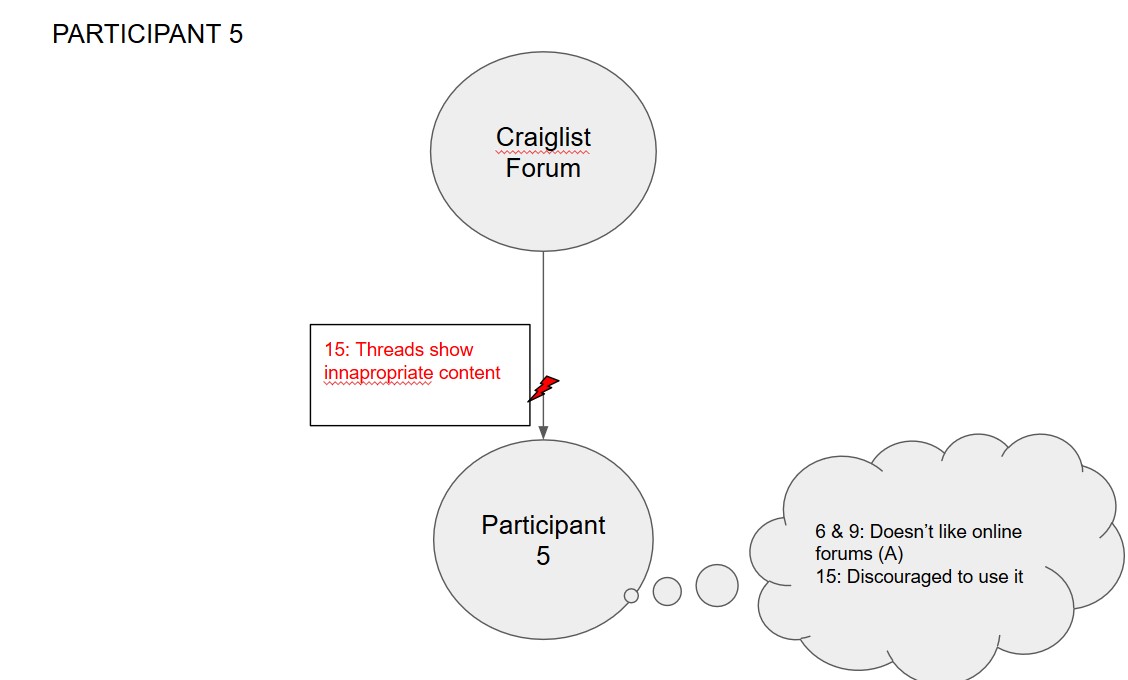 PARTICIPANT 5
Craiglist
Forum
15: Threads show
innapropriate content
Participant
5
6 & 9: Doesn’t like online
forums (A)
15: Discouraged to use it